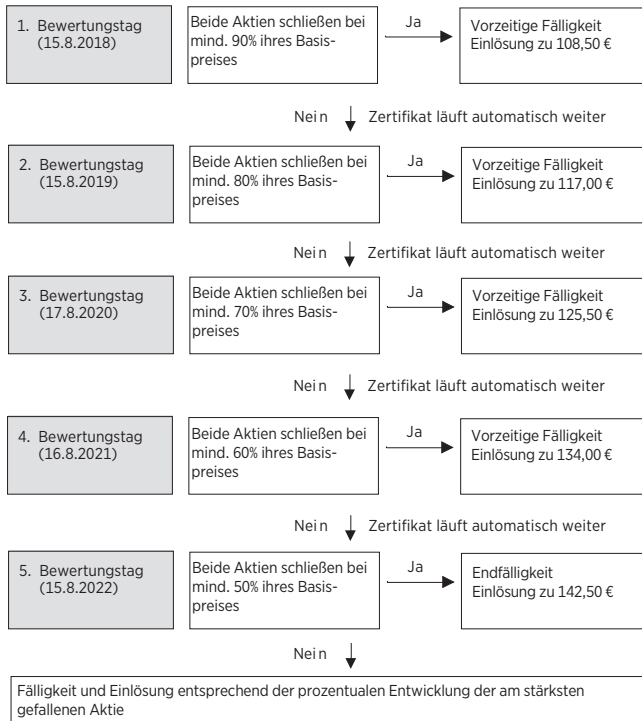 1. Bewertungstag
(15.8.2018)
Beide Aktien schließen bei
mind. 90% ihres Basis-
preises
Ja
Vorzeitige Fälligkeit
Einlösung zu 108,50 €
Nein
Zertifikat läuft automatisch weiter
2. Bewertungstag
(15.8.2019)
Beide Aktien schließen bei
mind. 80% ihres Basis-
preises
Ja
Vorzeitige Fälligkeit
Einlösung zu 117,00 €
Nein
Zertifikat läuft automatisch weiter
3. Bewertungstag
(17.8.2020)
Beide Aktien schließen bei
mind. 70% ihres Basis-
preises
Ja
Vorzeitige Fälligkeit
Einlösung zu 125,50 €
Nein
Zertifikat läuft automatisch weiter
4. Bewertungstag
(16.8.2021)
Beide Aktien schließen bei
mind. 60% ihres Basis-
preises
Ja
Vorzeitige Fälligkeit
Einlösung zu 134,00 €
Nein
Zertifikat läuft automatisch weiter
5. Bewertungstag
(15.8.2022)
Beide Aktien schließen bei
mind. 50% ihres Basis-
preises
Ja
Endfälligkeit
Einlösung zu 142,50 €
Nein
Fälligkeit und Einlösung entsprechend der prozentualen Entwicklung der am stärksten
gefallenen Aktie